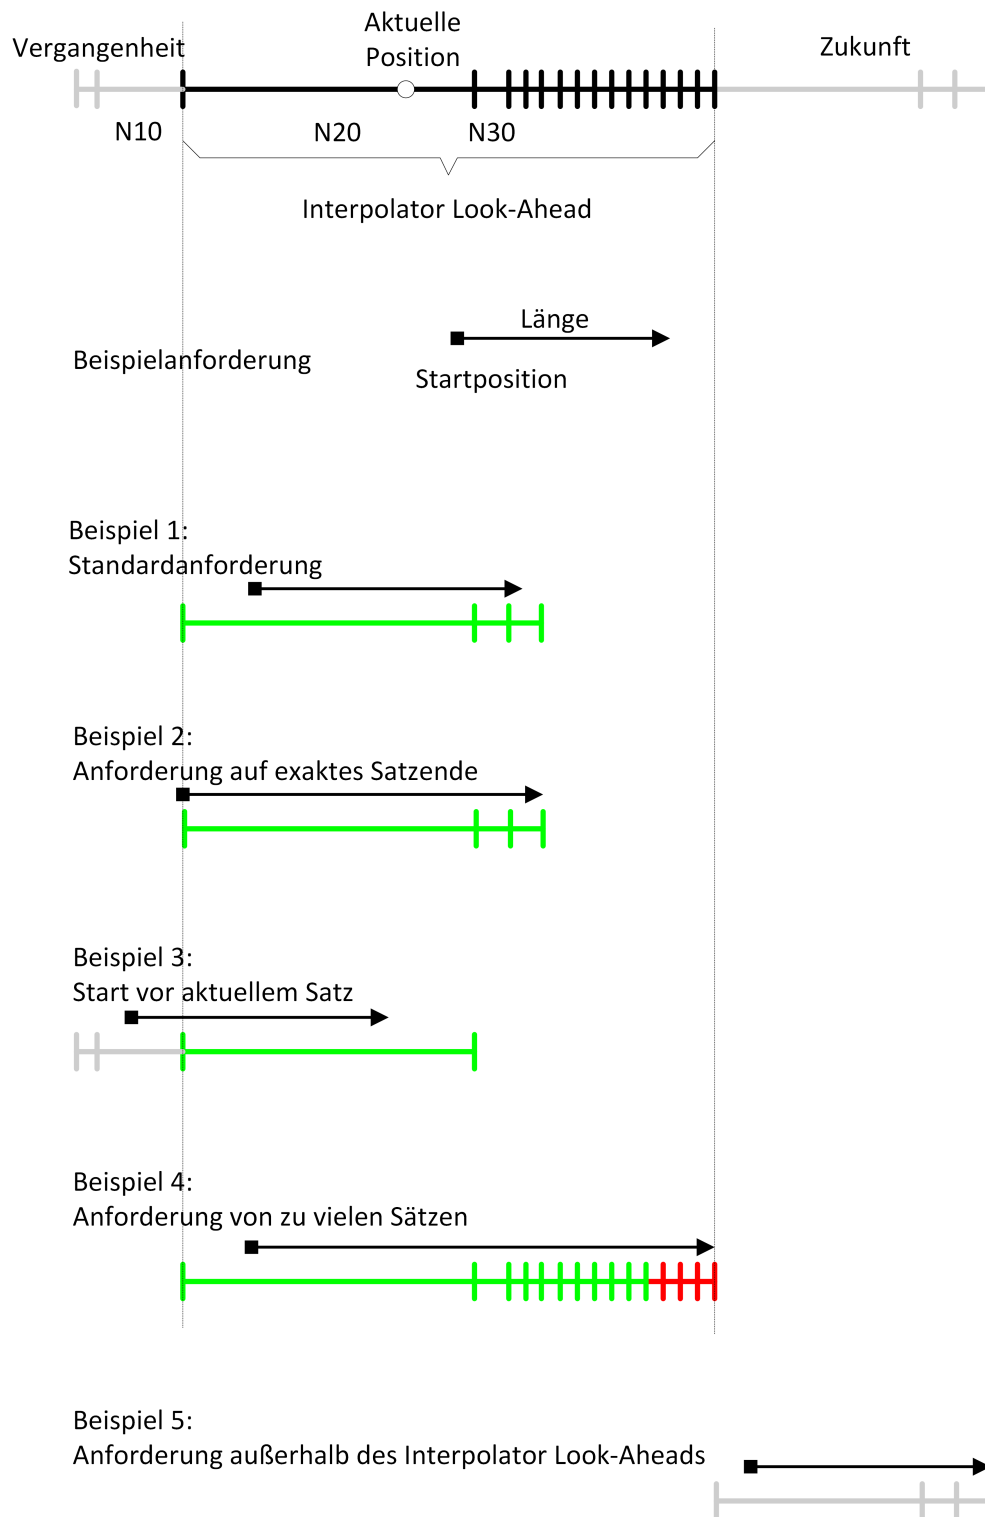 Vergangenheit
Aktuelle
Position
Zukunft
N10
N20
N30
Interpolator Look-Ahead
Länge
Beispielanforderung
Startposition
Beispiel 1:
Standardanforderung
Beispiel 2:
Anforderung auf exaktes Satzende
Beispiel 3:
Start vor aktuellem Satz
Beispiel 4:
Anforderung von zu vielen Sätzen
Beispiel 5:
Anforderung außerhalb des Interpolator Look-Aheads